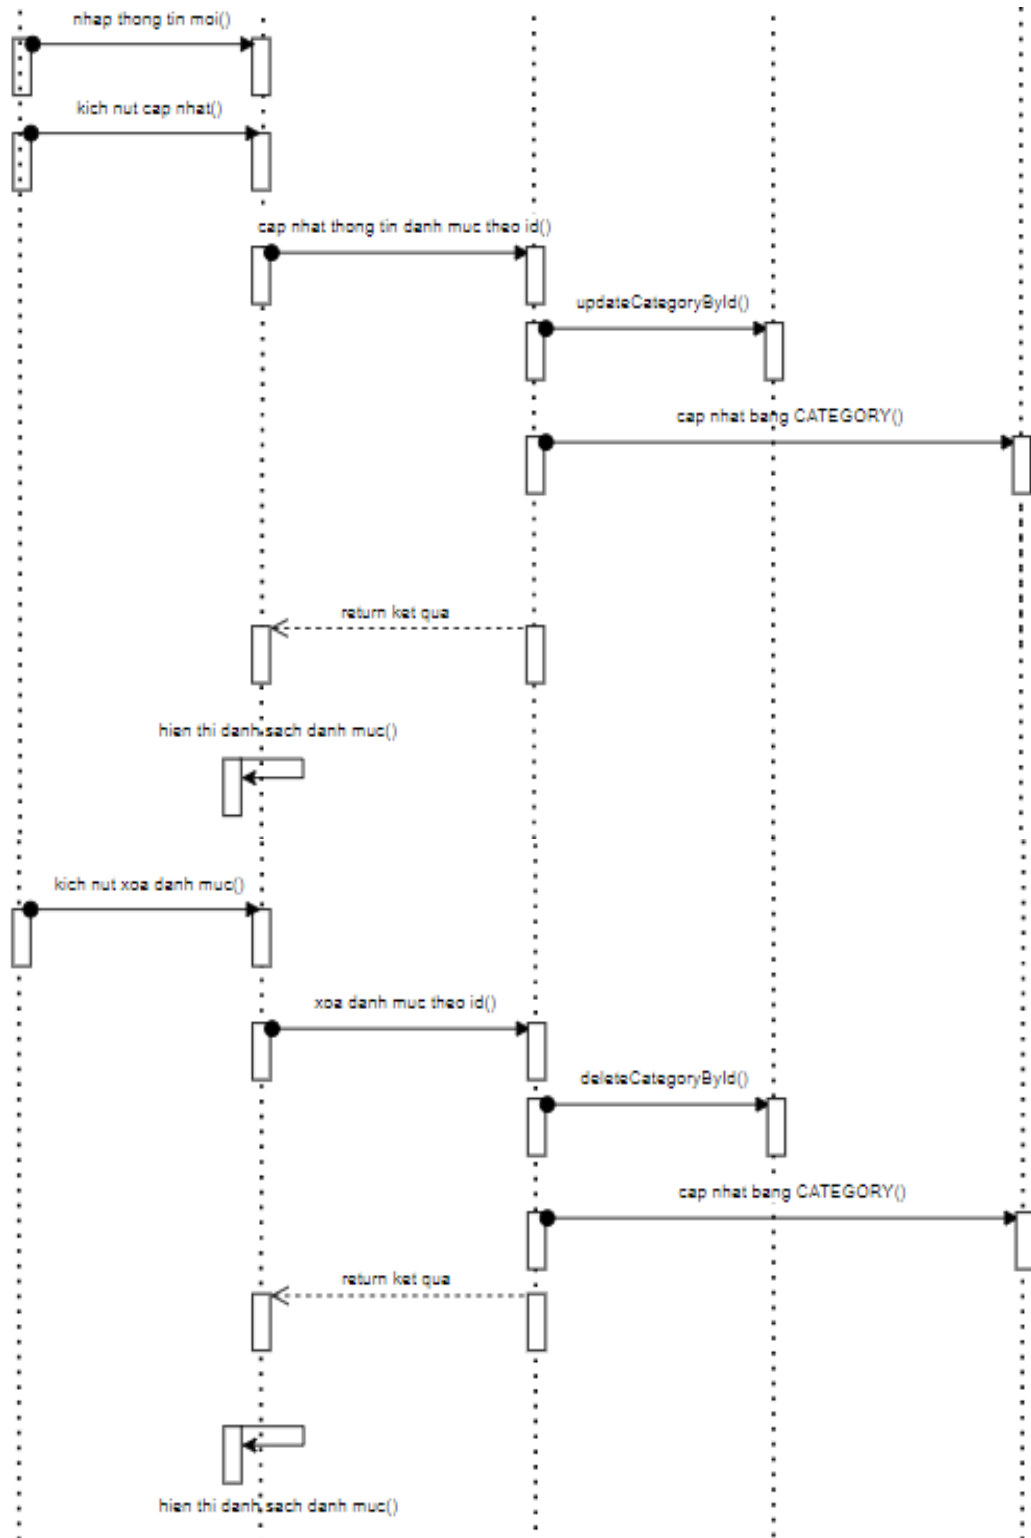 nhap thong tin moi()
kich nut cap nhat()
cap nhat thong tin danh muc theo id()
updateCategoryById()
cap nhat bang CATEGORY()
return ket qua
hien thi danh sach danh muc()
kich nut xoa danh muc()
xoa danh muc theo id()
deleteCategoryById()
cap nhat bang CATEGORY()
return ket qua
hien thi danh sach danh muc()